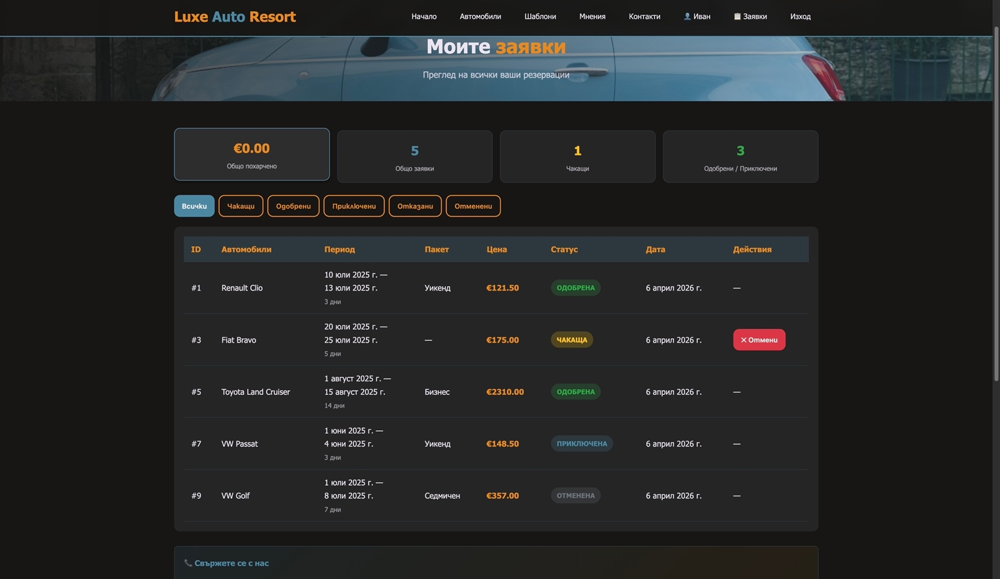 Luxe Auto Resort
Начало Автомобили Шаблони Мнения Контакти Иван Заявки Изход
Моите заявки
Преглед на всички ваши резервации
€0.00
Общо похарчено
5
Общо заявки
1
Чакащи
3
Одобрени / Приключени
Всички Чакащи Одобрени Приключени Отказани Отменени
ID Автомобили Период Пакет Цена Статус Дата Действия
#1 Renault Clio 10 юли 2025 г. — 13 юли 2025 г. 3 дни Уикенд €121.50 ОДОБРЕНА 6 април 2026 г. —
#3 Fiat Bravo 20 юли 2025 г. — 25 юли 2025 г. 5 дни — €175.00 ЧАКАЩА 6 април 2026 г. ✕ Отмени
#5 Toyota Land Cruiser 1 август 2025 г. — 15 август 2025 г. 14 дни Бизнес €2310.00 ОДОБРЕНА 6 април 2026 г. —
#7 VW Passat 1 юни 2025 г. — 4 юни 2025 г. 3 дни Уикенд €148.50 ПРИКЛЮЧЕНА 6 април 2026 г. —
#9 VW Golf 1 юли 2025 г. — 8 юли 2025 г. 7 дни Седмичен €357.00 ОТМЕНЕНА 6 април 2026 г. —
Свържете се с нас